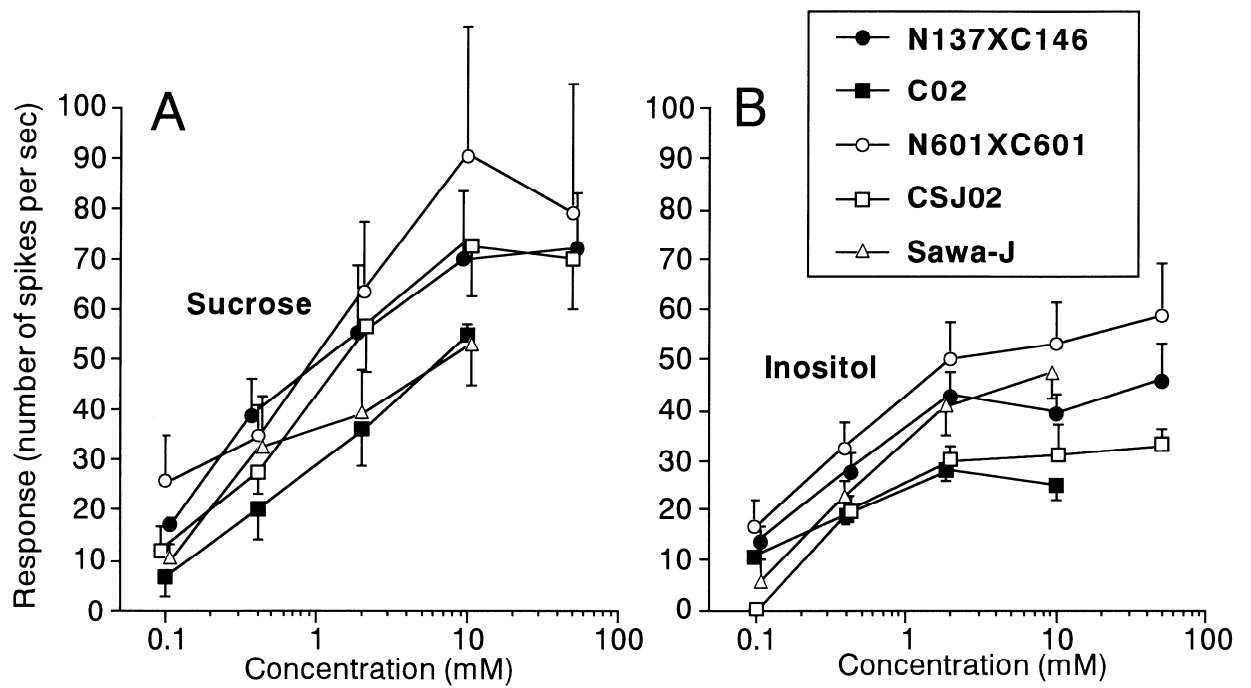 A
Response (number of spikes per sec)
100
90
80
70
60
50
40
30
20
10
0
Sucrose
0.1
1
10
100
Concentration (mM)
B
100
90
80
70
60
50
40
30
20
10
0
Inositol
0.1
1
10
100
Concentration (mM)
N137XC146
C02
N601XC601
CSJ02
Sawa-J